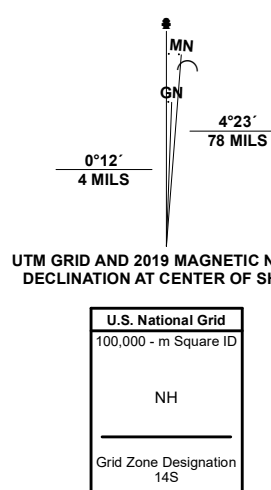 MN
GN
4°23´
78 MILS
0°12´
4 MILS
UTM GRID AND 2019 MAGNETIC
DECLINATION AT CENTER OF
U.S. National Grid
100,000 - m Square ID
NH
Grid Zone Designation
14S